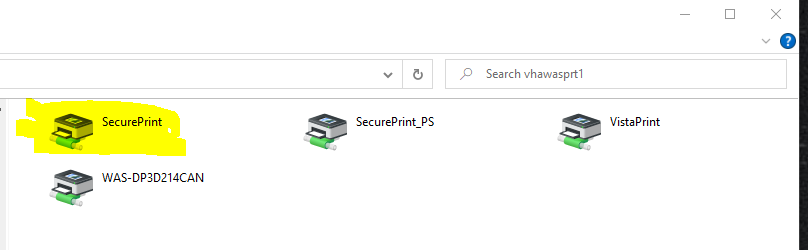 Search vhawasprt1
SecurePrint
SecurePrint_PS
VistaPrint
WAS-DP3D214CAN